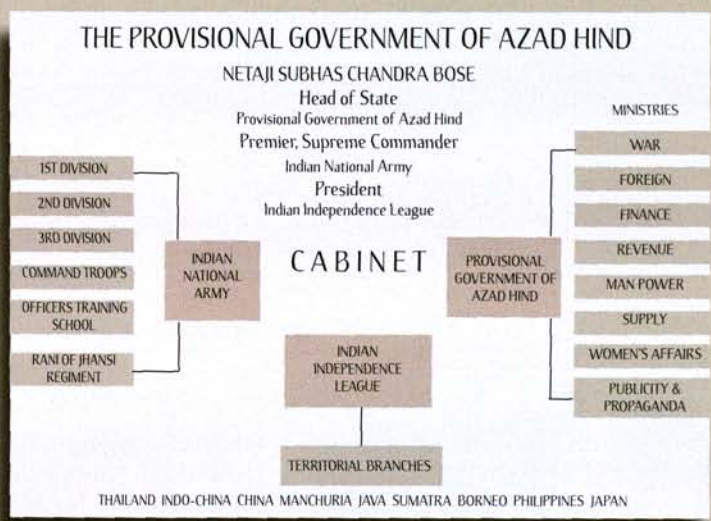 THE PROVISIONAL GOVERNMENT OF AZAD HIND
NETAJI SUBHAS CHANDRA BOSE
Head of State
Provisional Government of Azad Hind
Premier, Supreme Commander
Indian National Army
President
Indian Independence League
CABINET
1ST DIVISION
2ND DIVISION
3RD DIVISION
COMMAND TROOPS
OFFICERS TRAINING
SCHOOL
RANI OF JHANSI
REGIMENT
INDIAN
NATIONAL
ARMY
INDIAN
INDEPENDENCE
LEAGUE
TERRITORIAL BRANCHES
PROVISIONAL
GOVERNMENT OF
AZAD HIND
MINISTRIES
WAR
FOREIGN
FINANCE
REVENUE
MAN POWER
SUPPLY
WOMEN'S AFFAIRS
PUBLICITY &
PROPAGANDA
THAILAND INDO-CHINA CHINA MANCHURIA JAVA SUMATRA BORNEO PHILIPPINES JAPAN